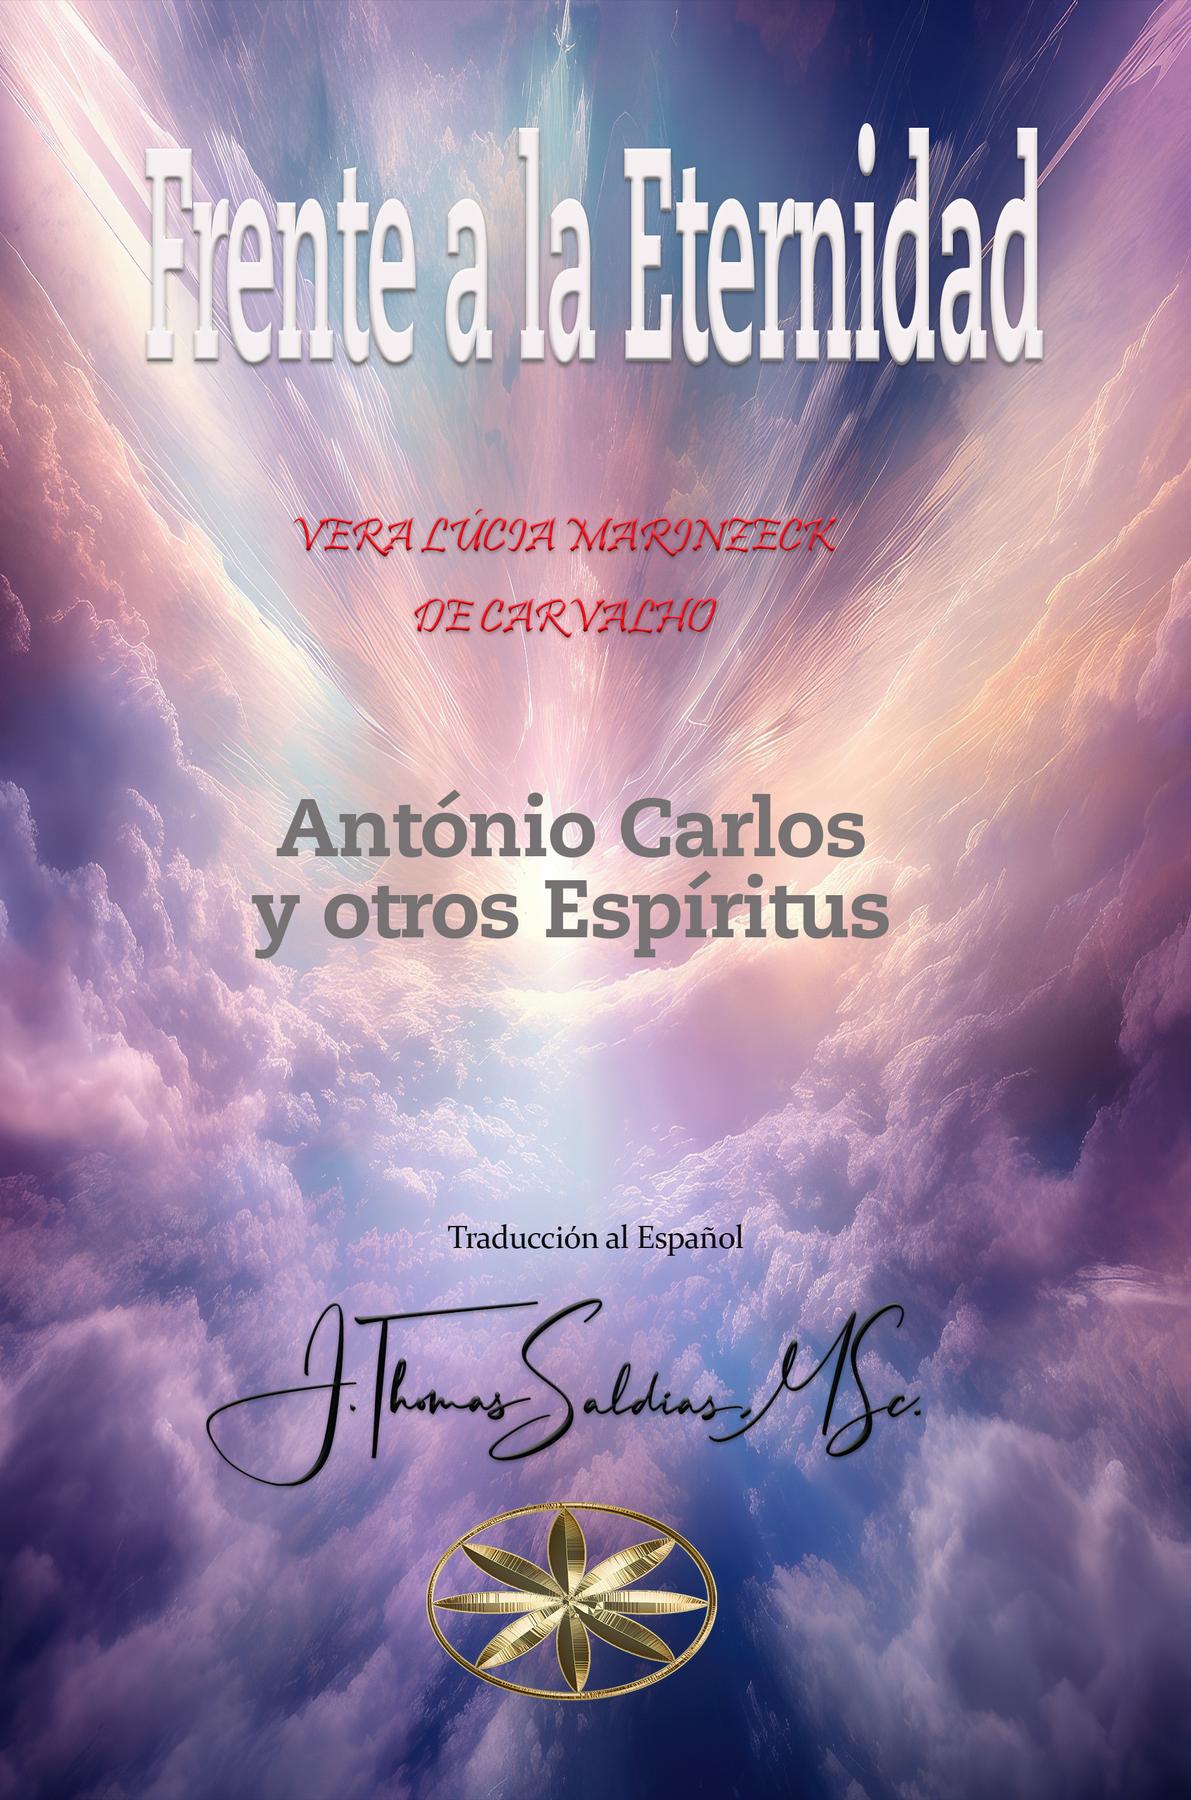 Frente a la Eternidad
VERA LÚCIA MARINZECK
DE CARVALHO
António Carlos
y otros Espíritus
Traducción al Español
J.Thomas Saldias, MSc.